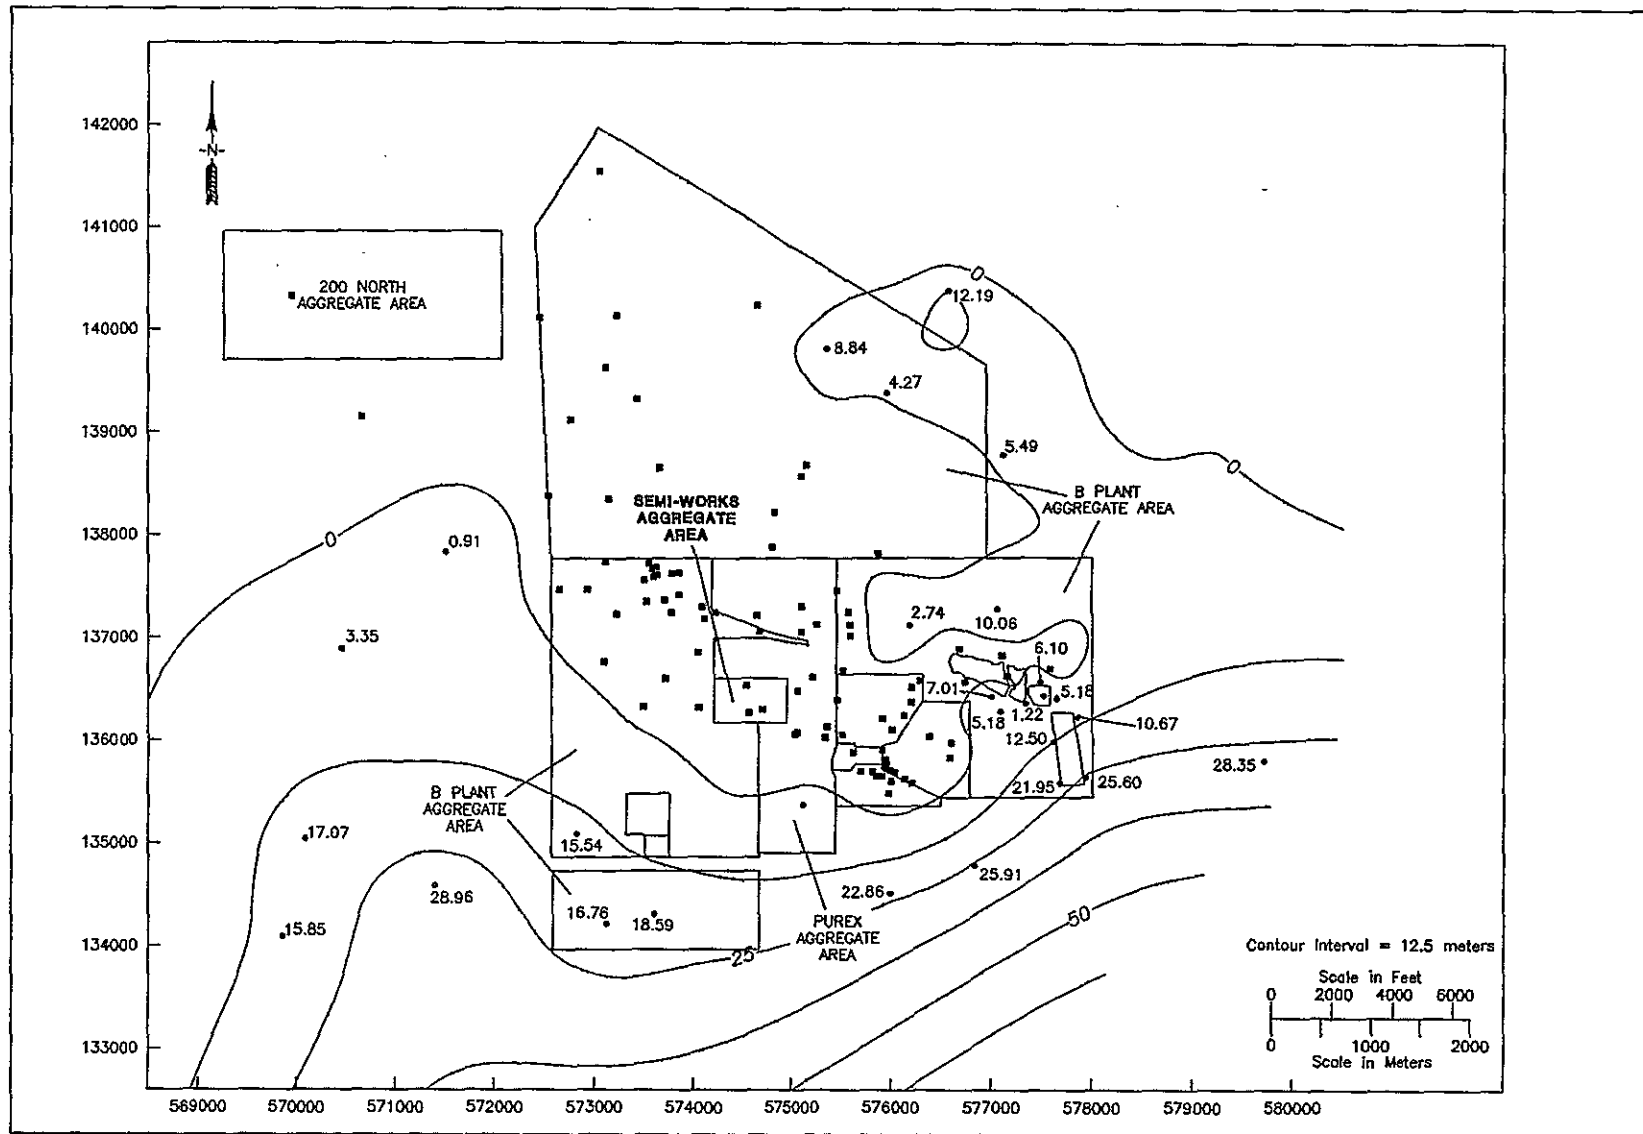 142000
141000
140000
139000
138000
137000
136000
135000
134000
133000
-N-
200 NORTH
AGGREGATE AREA
0
12.19
8.84
4.27
5.49
0
B PLANT
AGGREGATE AREA
SEMI-WORKS
AGGREGATE
AREA
0
0.91
3.35
2.74
10.06
6.10
7.01
5.18
5.18
1.22
10.67
12.50
28.35
21.95
25.60
B PLANT
AGGREGATE
AREA
17.07
15.54
28.96
22.86
25.91
15.85
16.76
18.59
PUREX
AGGREGATE
AREA
50
-25
Contour Interval = 12.5 meters
Scale in Feet
0 2000 4000 6000
0 1000 2000
Scale in Meters
569000 570000 571000 572000 573000 574000 575000 576000 577000 578000 579000 580000